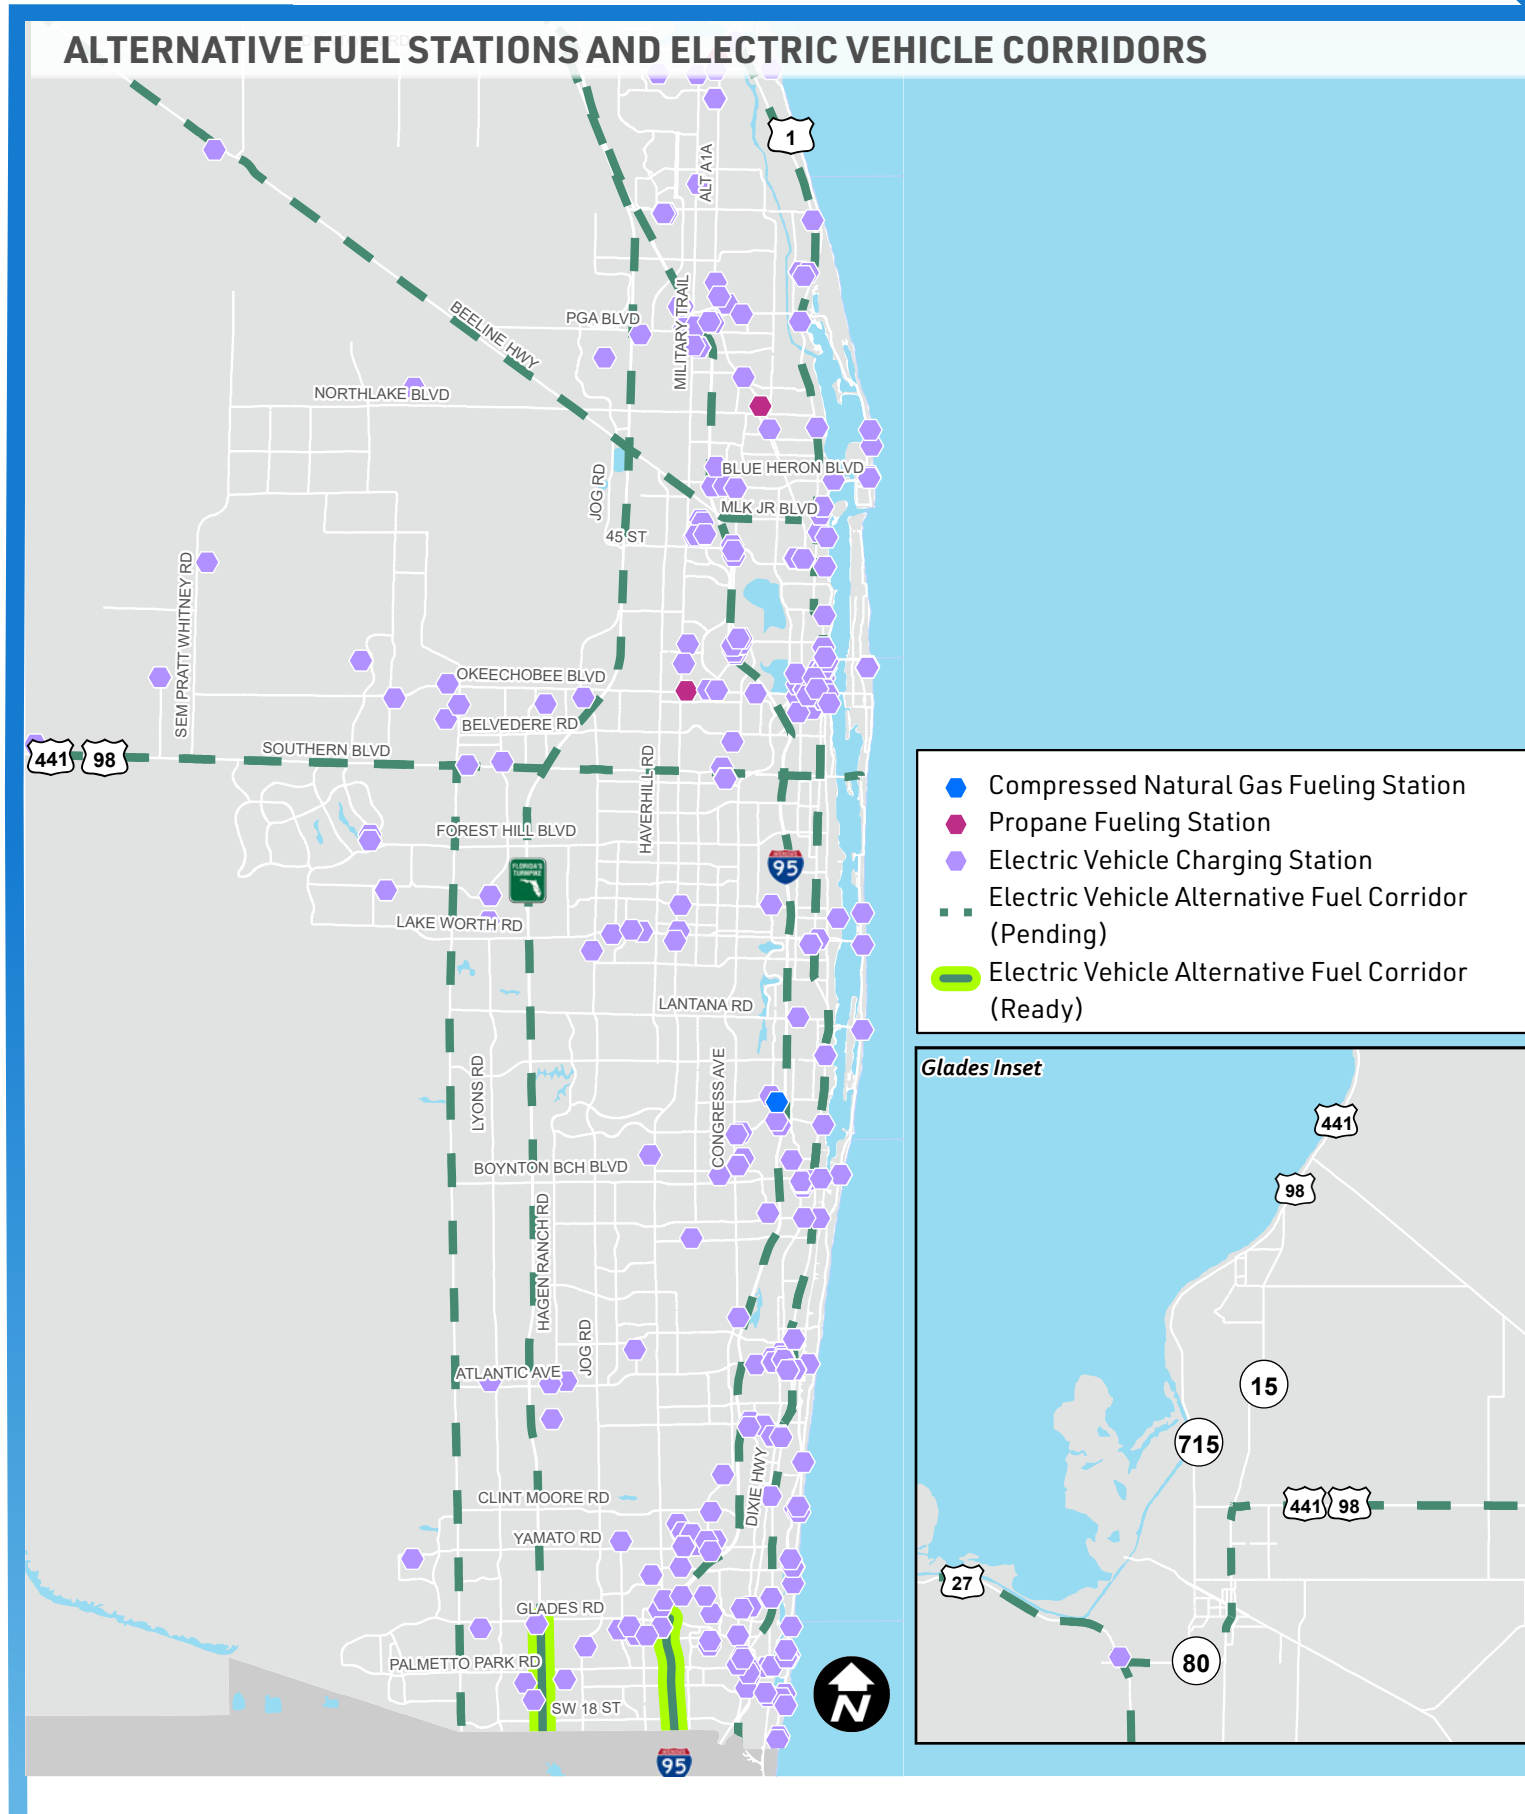 ALTERNATIVE FUEL STATIONS AND ELECTRIC VEHICLE CORRIDORS
1
ALT A1A
MILITARY TRAIL
PGA BLVD
BEELINE HWY
NORTHLAKE BLVD
BLUE HERON BLVD
JOG RD
MLK JR BLVD
45 ST
SEM PRATT WHITNEY RD
OKEECHOBEE BLVD
BELVEDERE RD
SOUTHERN BLVD
441
98
HAVERHILL RD
FOREST HILL BLVD
FLORIDA'S
TURNPIKE
95
LAKE WORTH RD
LANTANA RD
LYONS RD
CONGRESS AVE
BOYNTON BCH BLVD
HAGEN RANCH RD
JOG RD
ATLANTIC AVE
DIXIE HWY
CLINT MOORE RD
YAMATO RD
GLADES RD
PALMETTO PARK RD
SW 18 ST
N
95
Compressed Natural Gas Fueling Station
Propane Fueling Station
Electric Vehicle Charging Station
Electric Vehicle Alternative Fuel Corridor
(Pending)
Electric Vehicle Alternative Fuel Corridor
(Ready)
Glades Inset
441
98
15
715
441
98
27
80